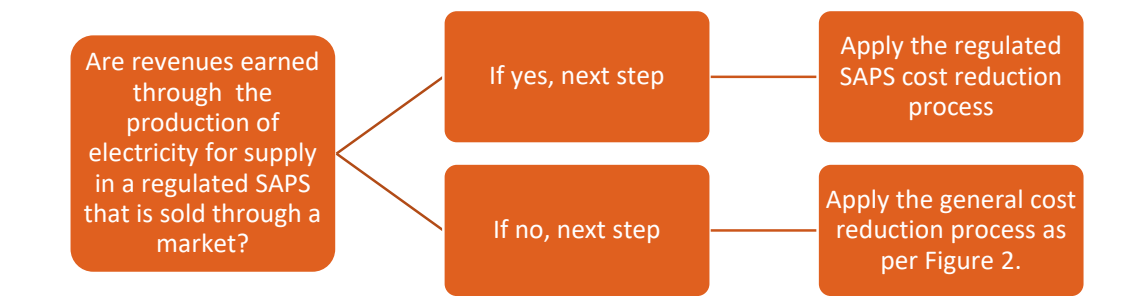 Are revenues earned
through  the
production of
electricity for supply
in a regulated SAPS
that is sold through a
market?
If yes, next step
Apply the regulated
SAPS cost reduction
process
If no, next step
Apply the general cost
reduction process as
per Figure 2.